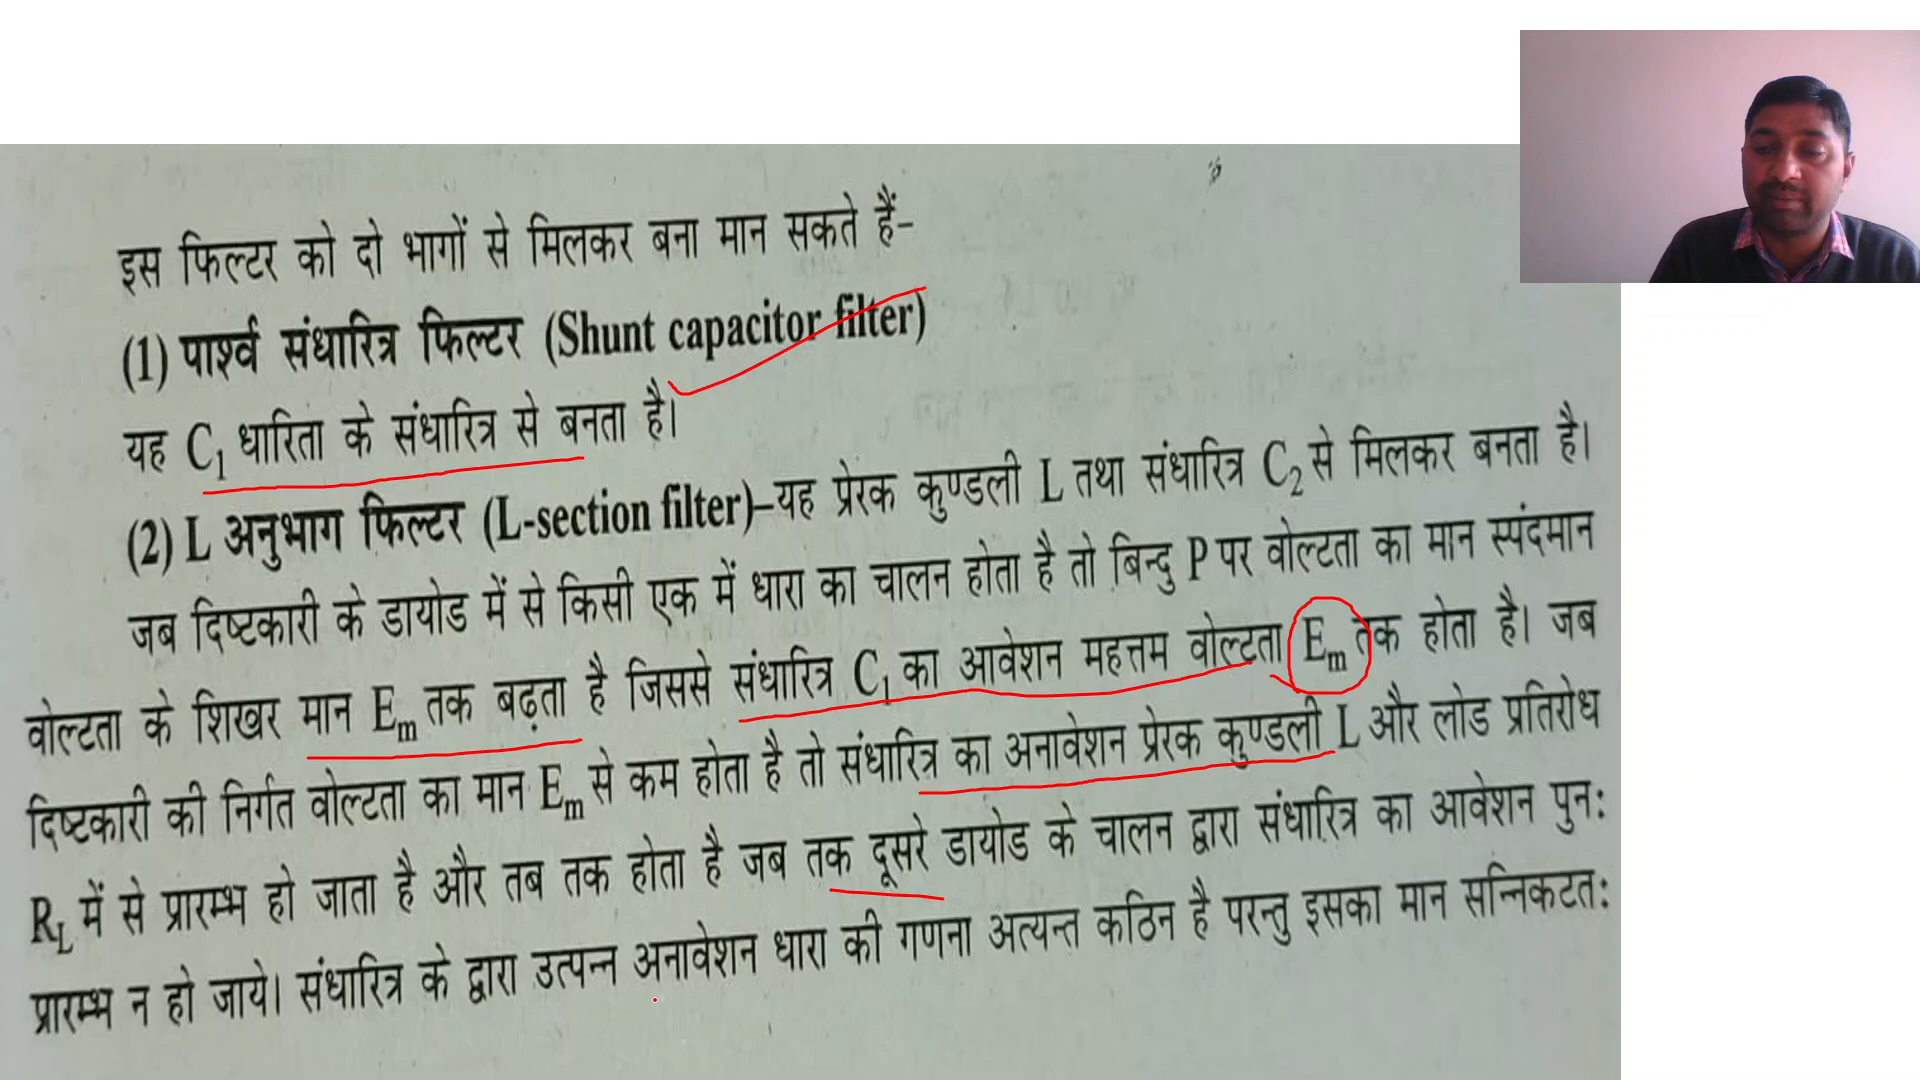 इस फिल्टर को दो भागों से मिलकर बना मान सकते हैं–
(1) पार्श्व संधारित्र फिल्टर (Shunt capacitor filter)
यह C₁ धारिता के संधारित्र से बनता है।
(2) L अनुभाग फिल्टर (L-section filter)–यह प्रेरक कुण्डली L तथा संधारित्र C₂ से मिलकर बनता है।
जब दिष्टकारी के डायोड में से किसी एक में धारा का चालन होता है तो बिन्दु P पर वोल्टता का मान स्पंदमान
वोल्टता के शिखर मान Eₘ तक बढ़ता है जिससे संधारित्र C₁ का आवेशन महत्तम वोल्टता Eₘ तक होता है। जब
दिष्टकारी की निर्गत वोल्टता का मान Eₘ से कम होता है तो संधारित्र का अनावेशन प्रेरक कुण्डली L और लोड प्रतिरोध
R_L में से प्रारम्भ हो जाता है और तब तक होता है जब तक दूसरे डायोड के चालन द्वारा संधारित्र का आवेशन पुनः
प्रारम्भ न हो जाये। संधारित्र के द्वारा उत्पन्न अनावेशन धारा की गणना अत्यन्त कठिन है परन्तु इसका मान सन्निकटतः